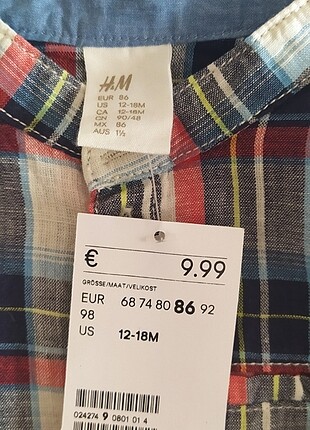 H&M
EUR 86
US 12-18M
CA 12-18M
CN 90/48
MX 86
AUS 1½
€ 9.99
GRÖSSE/MAAT/VELIKOST
EUR 68 74 80 86 92
98
US 12-18M
024274 9 0801 01 4